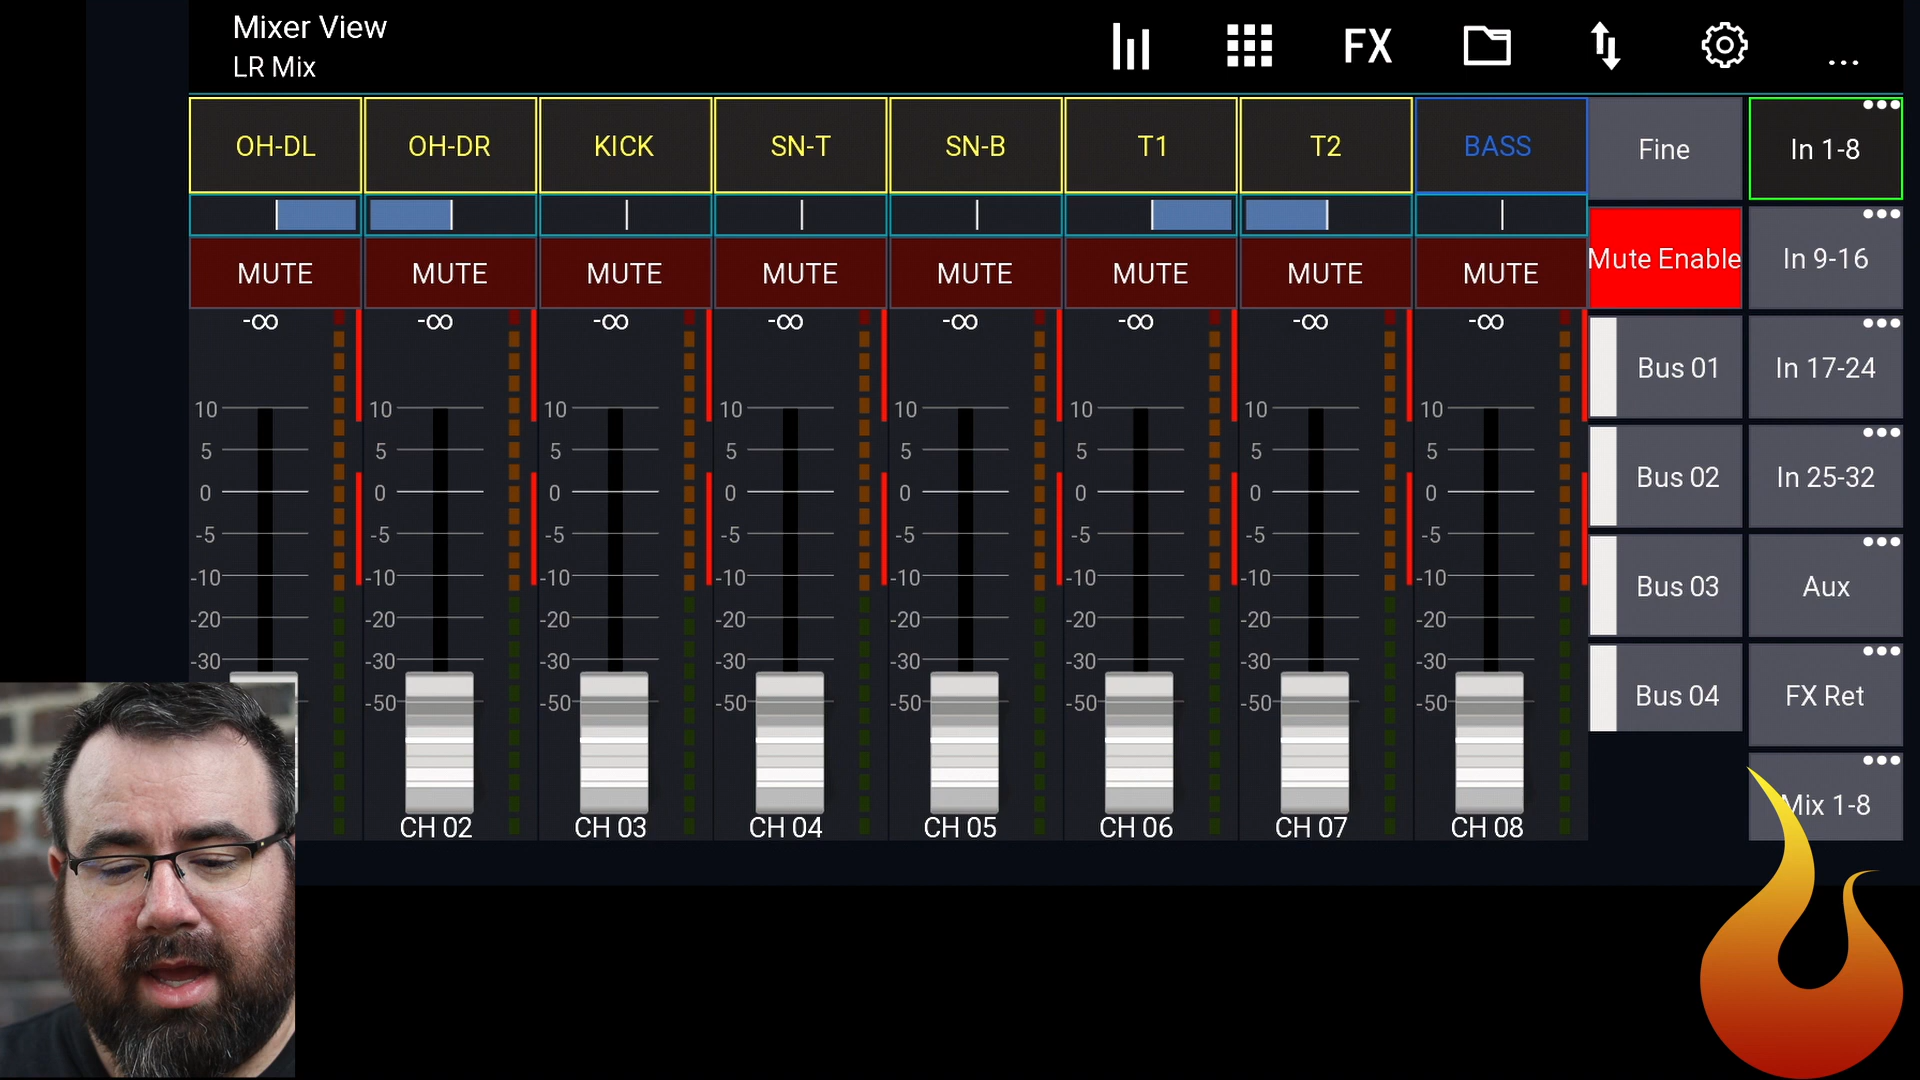 Mixer View
LR Mix
FX
...
OH-DL OH-DR KICK SN-T SN-B T1 T2 BASS Fine In 1-8
MUTE MUTE MUTE MUTE MUTE MUTE MUTE MUTE Mute Enable In 9-16
-∞ -∞ -∞ -∞ -∞ -∞ -∞ -∞
Bus 01 In 17-24
10 10 10 10 10 10 10 10
5 5 5 5 5 5 5 5
Bus 02 In 25-32
0 0 0 0 0 0 0 0
-5 -5 -5 -5 -5 -5 -5 -5
-10 -10 -10 -10 -10 -10 -10 -10
Bus 03 Aux
-20 -20 -20 -20 -20 -20 -20 -20
-30 -30 -30 -30 -30 -30 -30 -30
-50 -50 -50 -50 -50 -50 -50
Bus 04 FX Ret
Mix 1-8
CH 02 CH 03 CH 04 CH 05 CH 06 CH 07 CH 08